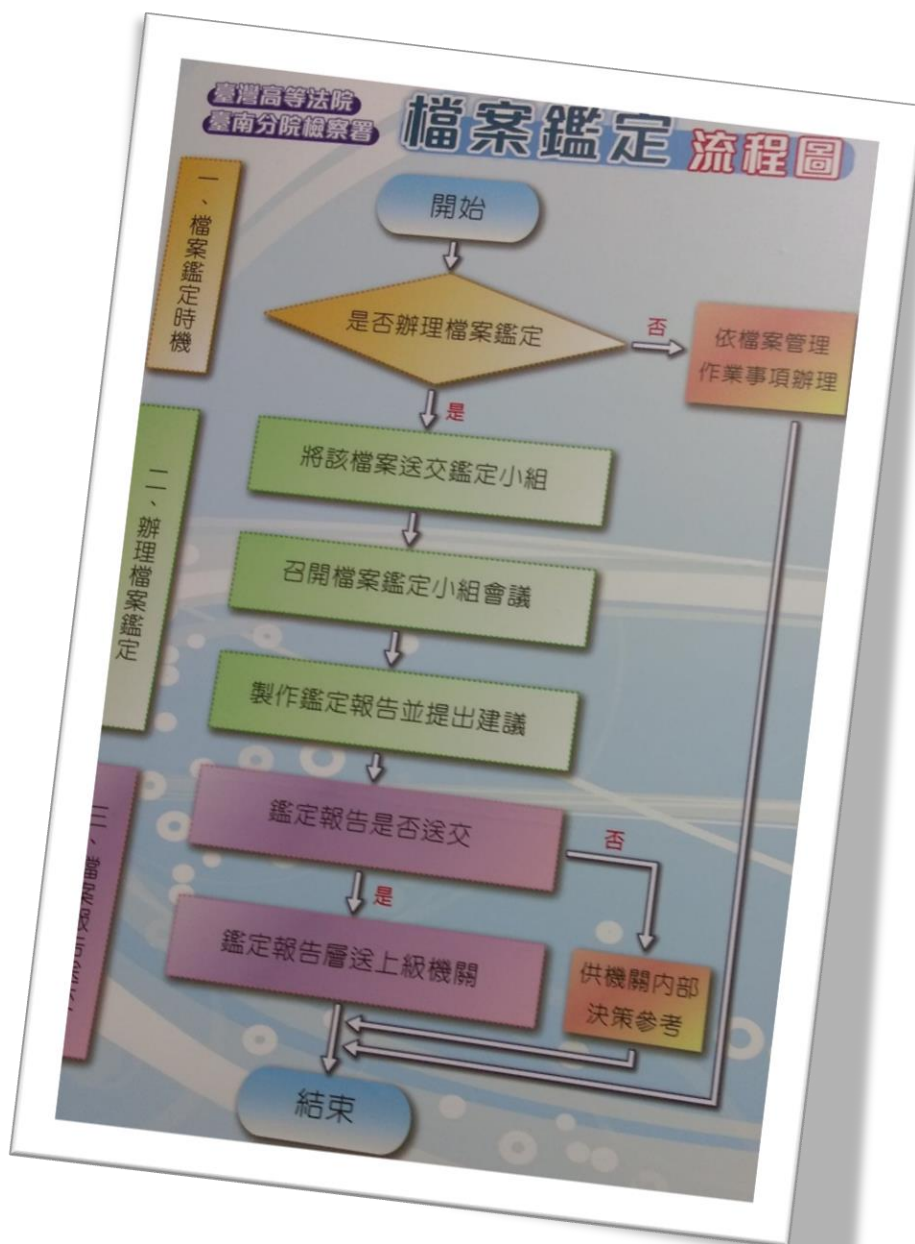 臺灣高等法院
臺南分院檢察署
檔案鑑定流程圖
一、檔案鑑定時機
開始
是否辦理檔案鑑定
否
依檔案管理
作業事項辦理
是
二、辦理檔案鑑定
將該檔案送交鑑定小組
召開檔案鑑定小組會議
製作鑑定報告並提出建議
三、檔案報告
鑑定報告是否送交
否
是
鑑定報告層送上級機關
供機關內部
決策參考
結束